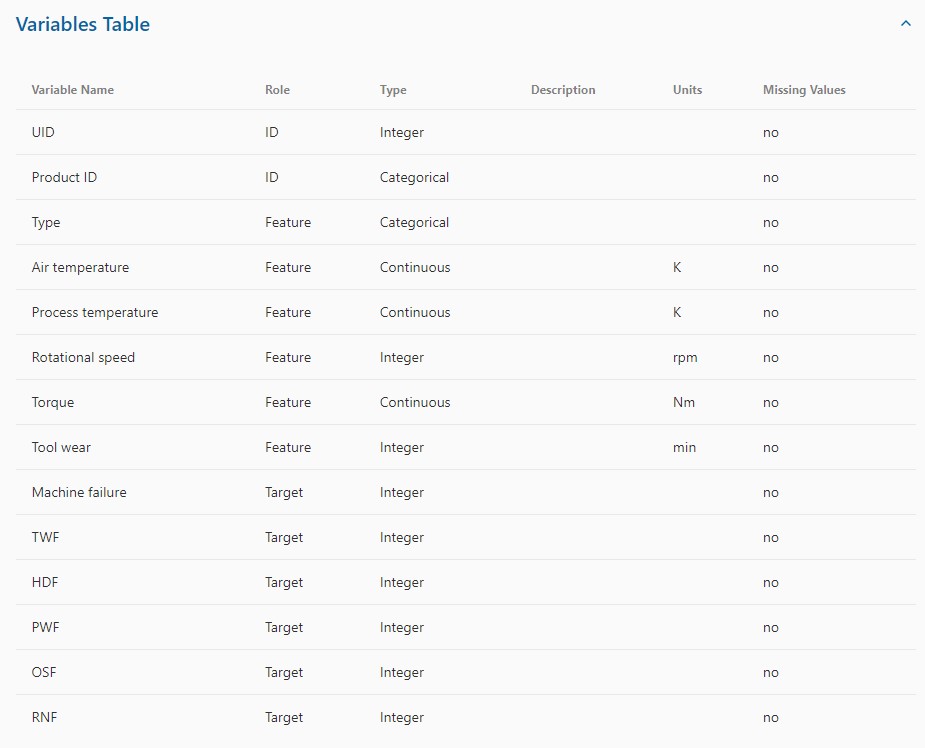 Variables Table
Variable Name Role Type Description Units Missing Values
UID ID Integer no
Product ID ID Categorical no
Type Feature Categorical no
Air temperature Feature Continuous K no
Process temperature Feature Continuous K no
Rotational speed Feature Integer rpm no
Torque Feature Continuous Nm no
Tool wear Feature Integer min no
Machine failure Target Integer no
TWF Target Integer no
HDF Target Integer no
PWF Target Integer no
OSF Target Integer no
RNF Target Integer no